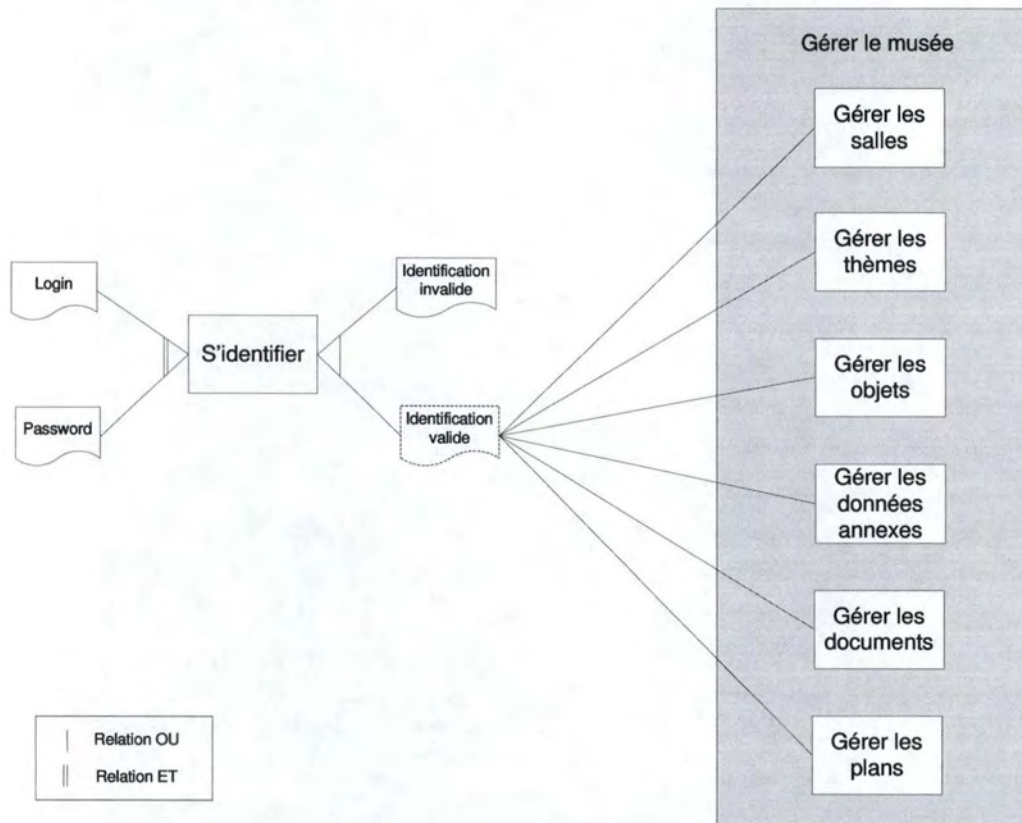 Gérer le musée
Gérer les
salles
Gérer les
thèmes
Login
Identification
invalide
S'identifier
Gérer les
objets
Password
Identification
valide
Gérer les
données
annexes
Gérer les
documents
Relation OU
Relation ET
Gérer les
plans